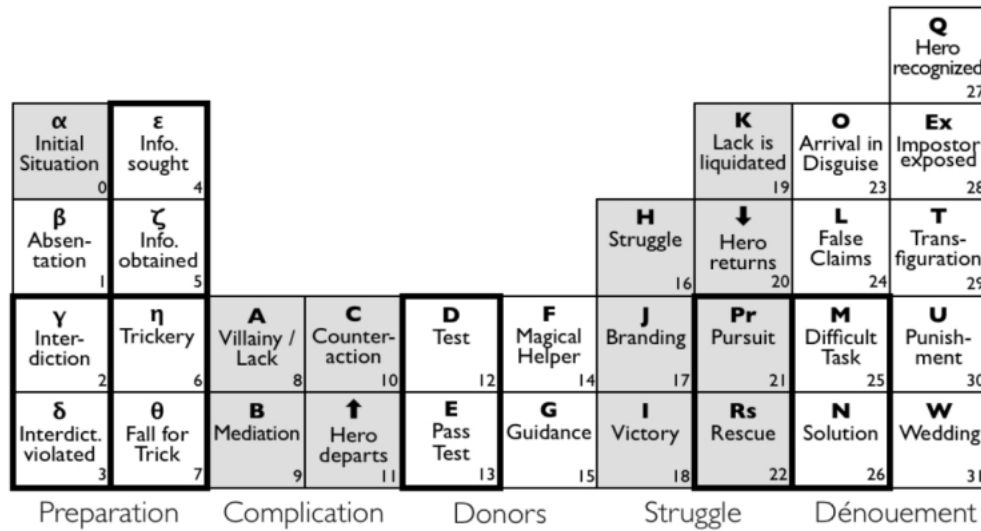 Q
Hero
recognized
27
α
Initial
Situation
0
ε
Info.
sought
4
K
Lack is
liquidated
19
O
Arrival in
Disguise
23
Ex
Impostor
exposed
28
β
Absen-
tation
1
ζ
Info.
obtained
5
H
Struggle
16
↓
Hero
returns
20
L
False
Claims
24
T
Trans-
figuration
29
γ
Inter-
diction
2
η
Trickery
6
A
Villainy /
Lack
8
C
Counter-
action
10
D
Test
12
F
Magical
Helper
14
J
Branding
17
Pr
Pursuit
21
M
Difficult
Task
25
U
Punish-
ment
30
δ
Interdict.
violated
3
θ
Fall for
Trick
7
B
Mediation
9
↑
Hero
departs
11
E
Pass
Test
13
G
Guidance
15
I
Victory
18
Rs
Rescue
22
N
Solution
26
W
Wedding
31
Preparation
Complication
Donors
Struggle
Dénouement